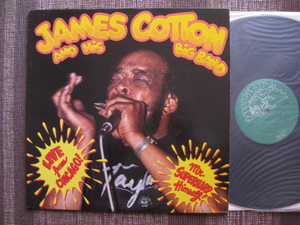 JAMES COTTON
AND HIS BIG BAND
LIVE
FROM
CHICAGO!
MR.
SUPERHARP
Himself!